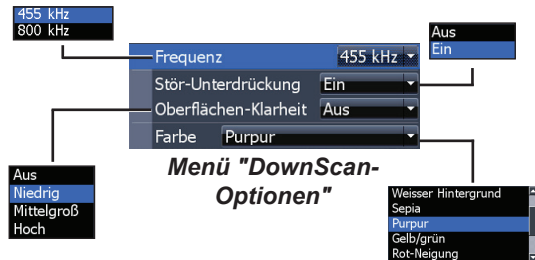 455 kHz
800 kHz
Aus
Ein
Frequenz 455 kHz
Stör-Unterdrückung Ein
Oberflächen-Klarheit Aus
Farbe Purpur
Menü "DownScan-
Optionen"
Aus
Niedrig
Mittelgroß
Hoch
Weisser Hintergrund
Sepia
Purpur
Gelb/grün
Rot-Neigung